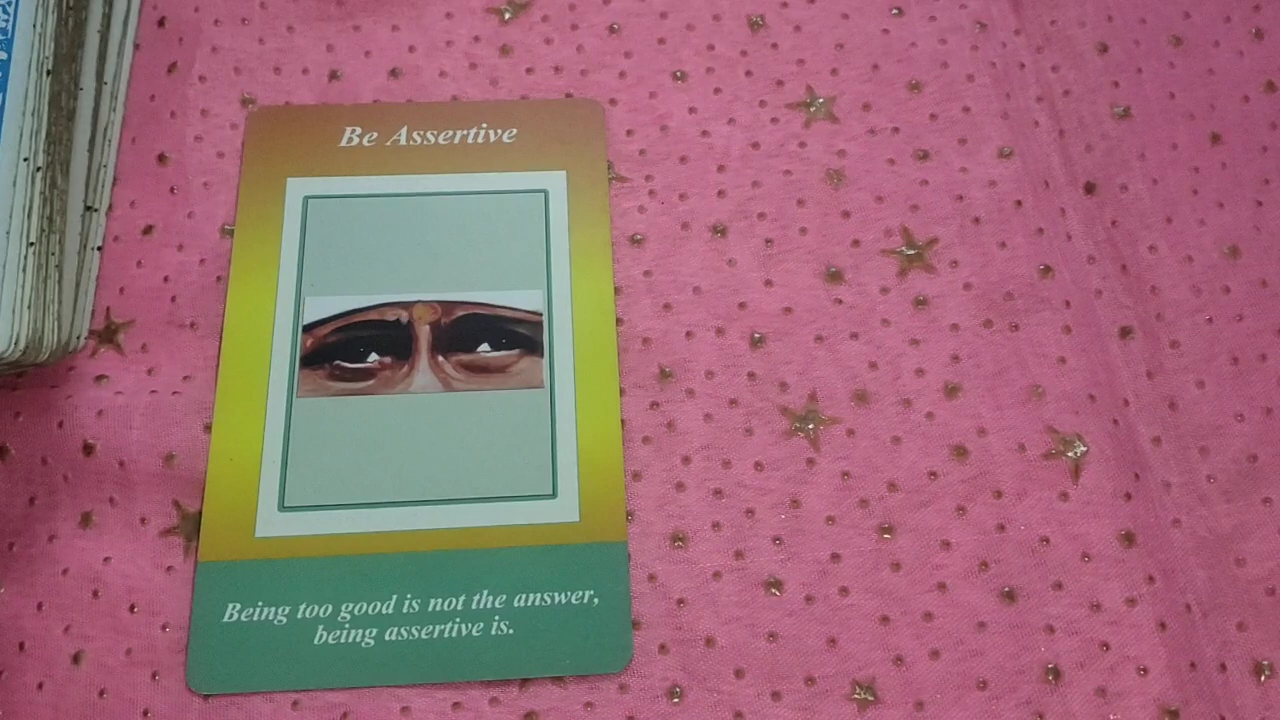 Be Assertive
Being too good is not the answer,
being assertive is.